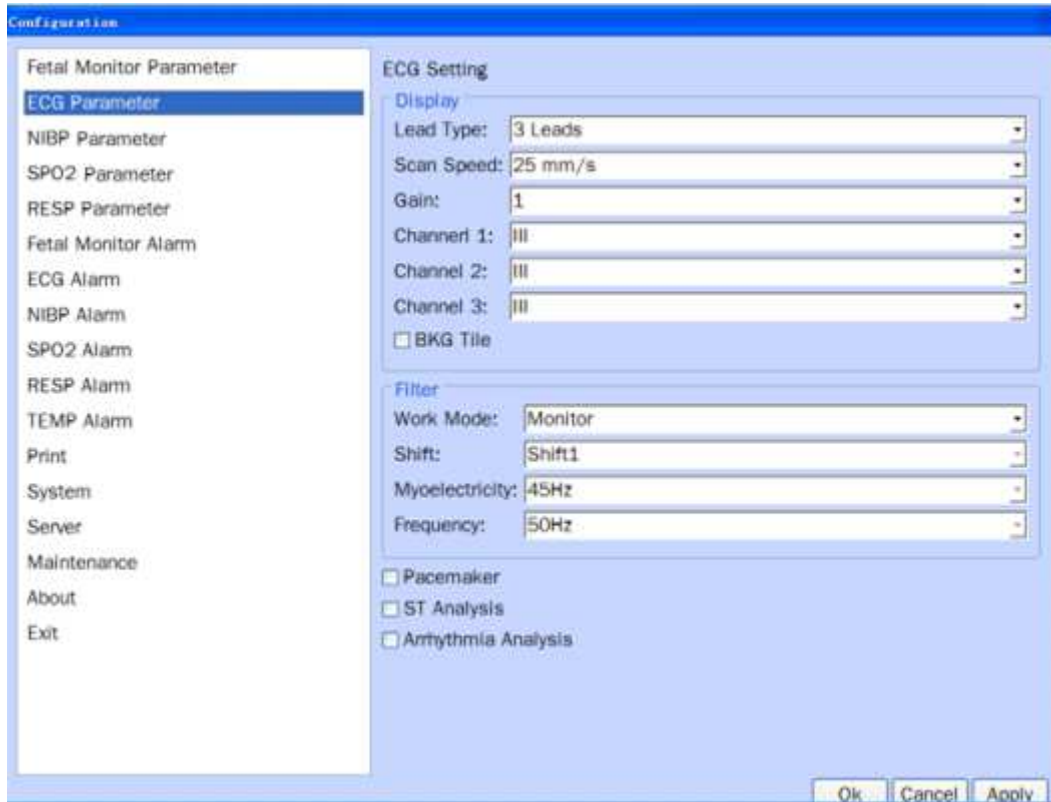 Configuration
Fetal Monitor Parameter
ECG Parameter
NIBP Parameter
SPO2 Parameter
RESP Parameter
Fetal Monitor Alarm
ECG Alarm
NIBP Alarm
SPO2 Alarm
RESP Alarm
TEMP Alarm
Print
System
Server
Maintenance
About
Exit
ECG Setting
Display
Lead Type: 3 Leads
Scan Speed: 25 mm/s
Gain: 1
Channerl 1: III
Channel 2: III
Channel 3: III
BKG Tile
Filter
Work Mode: Monitor
Shift: Shift1
Myoelectricity: 45Hz
Frequency: 50Hz
Pacemaker
ST Analysis
Arrhythmia Analysis
Ok Cancel Apply